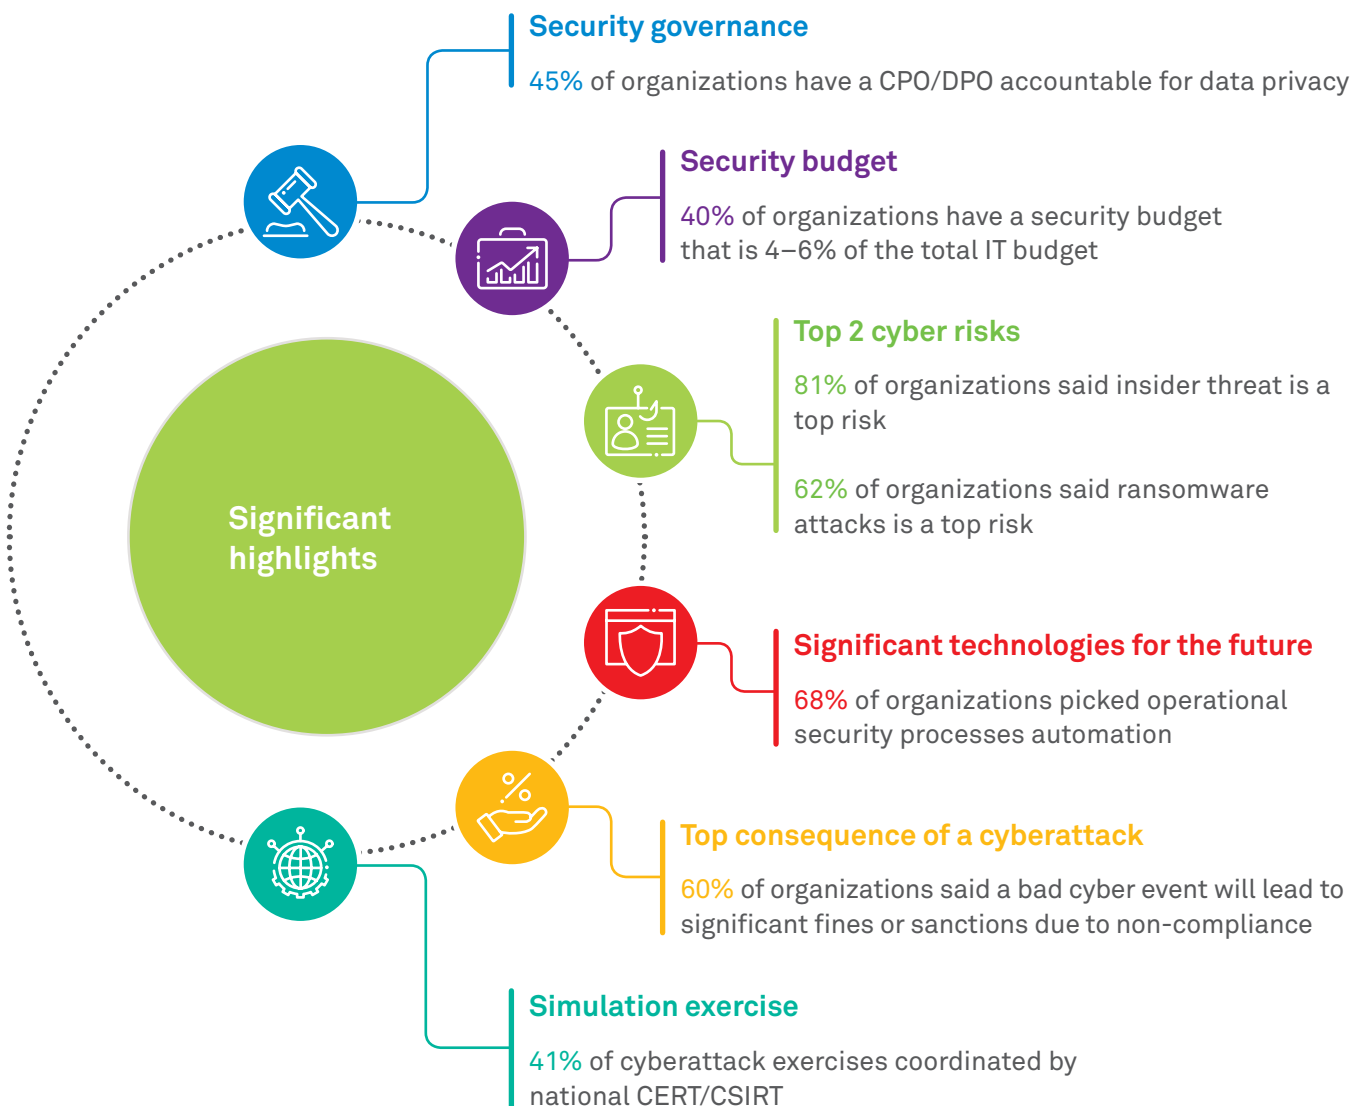 Security governance
45% of organizations have a CPO/DPO accountable for data privacy
Security budget
40% of organizations have a security budget
that is 4–6% of the total IT budget
Top 2 cyber risks
81% of organizations said insider threat is a
top risk
62% of organizations said ransomware
attacks is a top risk
Significant
highlights
Significant technologies for the future
68% of organizations picked operational
security processes automation
Top consequence of a cyberattack
60% of organizations said a bad cyber event will lead to
significant fines or sanctions due to non-compliance
Simulation exercise
41% of cyberattack exercises coordinated by
national CERT/CSIRT